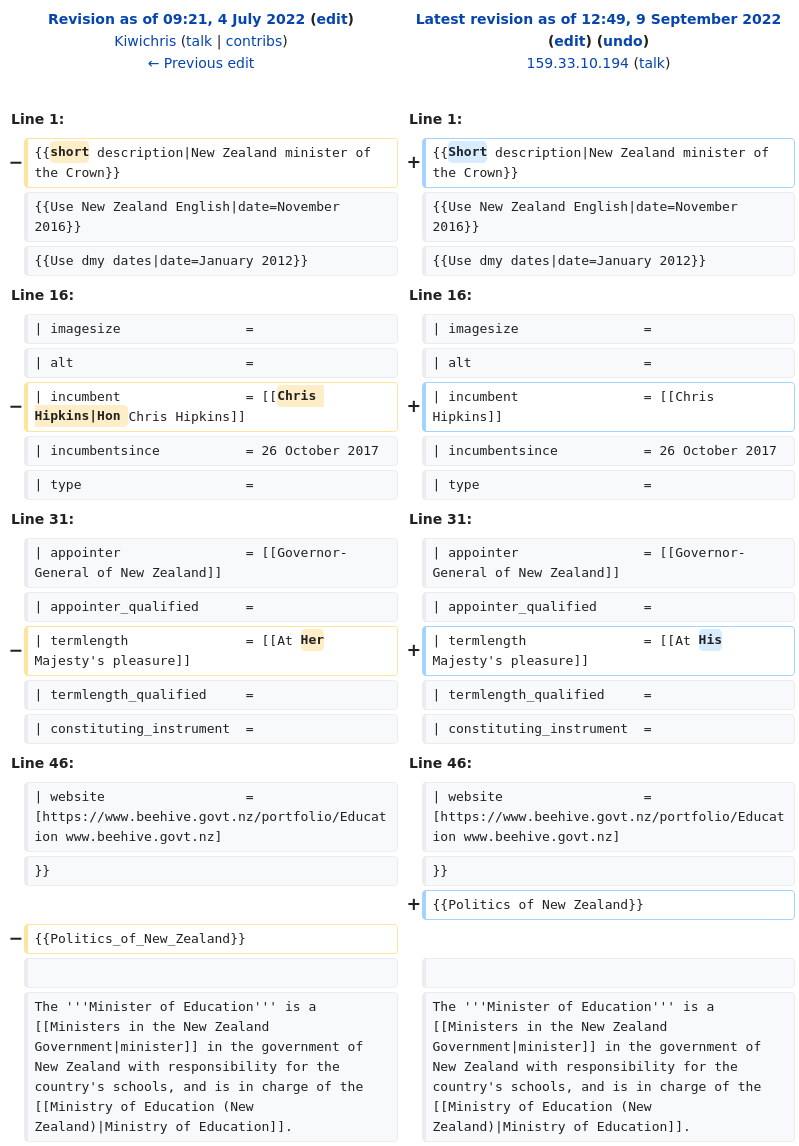 Revision as of 09:21, 4 July 2022 (edit)
Kiwichris (talk | contribs)
← Previous edit
Latest revision as of 12:49, 9 September 2022
(edit) (undo)
159.33.10.194 (talk)
Line 1:
Line 1:
−
{{short description|New Zealand minister of
the Crown}}
+
{{Short description|New Zealand minister of
the Crown}}
{{Use New Zealand English|date=November
2016}}
{{Use New Zealand English|date=November
2016}}
{{Use dmy dates|date=January 2012}}
{{Use dmy dates|date=January 2012}}
Line 16:
Line 16:
| imagesize                =
| imagesize                =
| alt                      =
| alt                      =
−
| incumbent                = [[Chris
Hipkins|Hon Chris Hipkins]]
+
| incumbent                = [[Chris
Hipkins]]
| incumbentsince           = 26 October 2017
| incumbentsince           = 26 October 2017
| type                     =
| type                     =
Line 31:
Line 31:
| appointer                = [[Governor-
General of New Zealand]]
| appointer                = [[Governor-
General of New Zealand]]
| appointer_qualified      =
| appointer_qualified      =
−
| termlength               = [[At Her
Majesty's pleasure]]
+
| termlength               = [[At His
Majesty's pleasure]]
| termlength_qualified     =
| termlength_qualified     =
| constituting_instrument  =
| constituting_instrument  =
Line 46:
Line 46:
| website                  =
[https://www.beehive.govt.nz/portfolio/Educat
ion www.beehive.govt.nz]
| website                  =
[https://www.beehive.govt.nz/portfolio/Educat
ion www.beehive.govt.nz]
}}
}}
+
{{Politics of New Zealand}}
−
{{Politics_of_New_Zealand}}
The '''Minister of Education''' is a
[[Ministers in the New Zealand
Government|minister]] in the government of
New Zealand with responsibility for the
country's schools, and is in charge of the
[[Ministry of Education (New
Zealand)|Ministry of Education]].
The '''Minister of Education''' is a
[[Ministers in the New Zealand
Government|minister]] in the government of
New Zealand with responsibility for the
country's schools, and is in charge of the
[[Ministry of Education (New
Zealand)|Ministry of Education]].